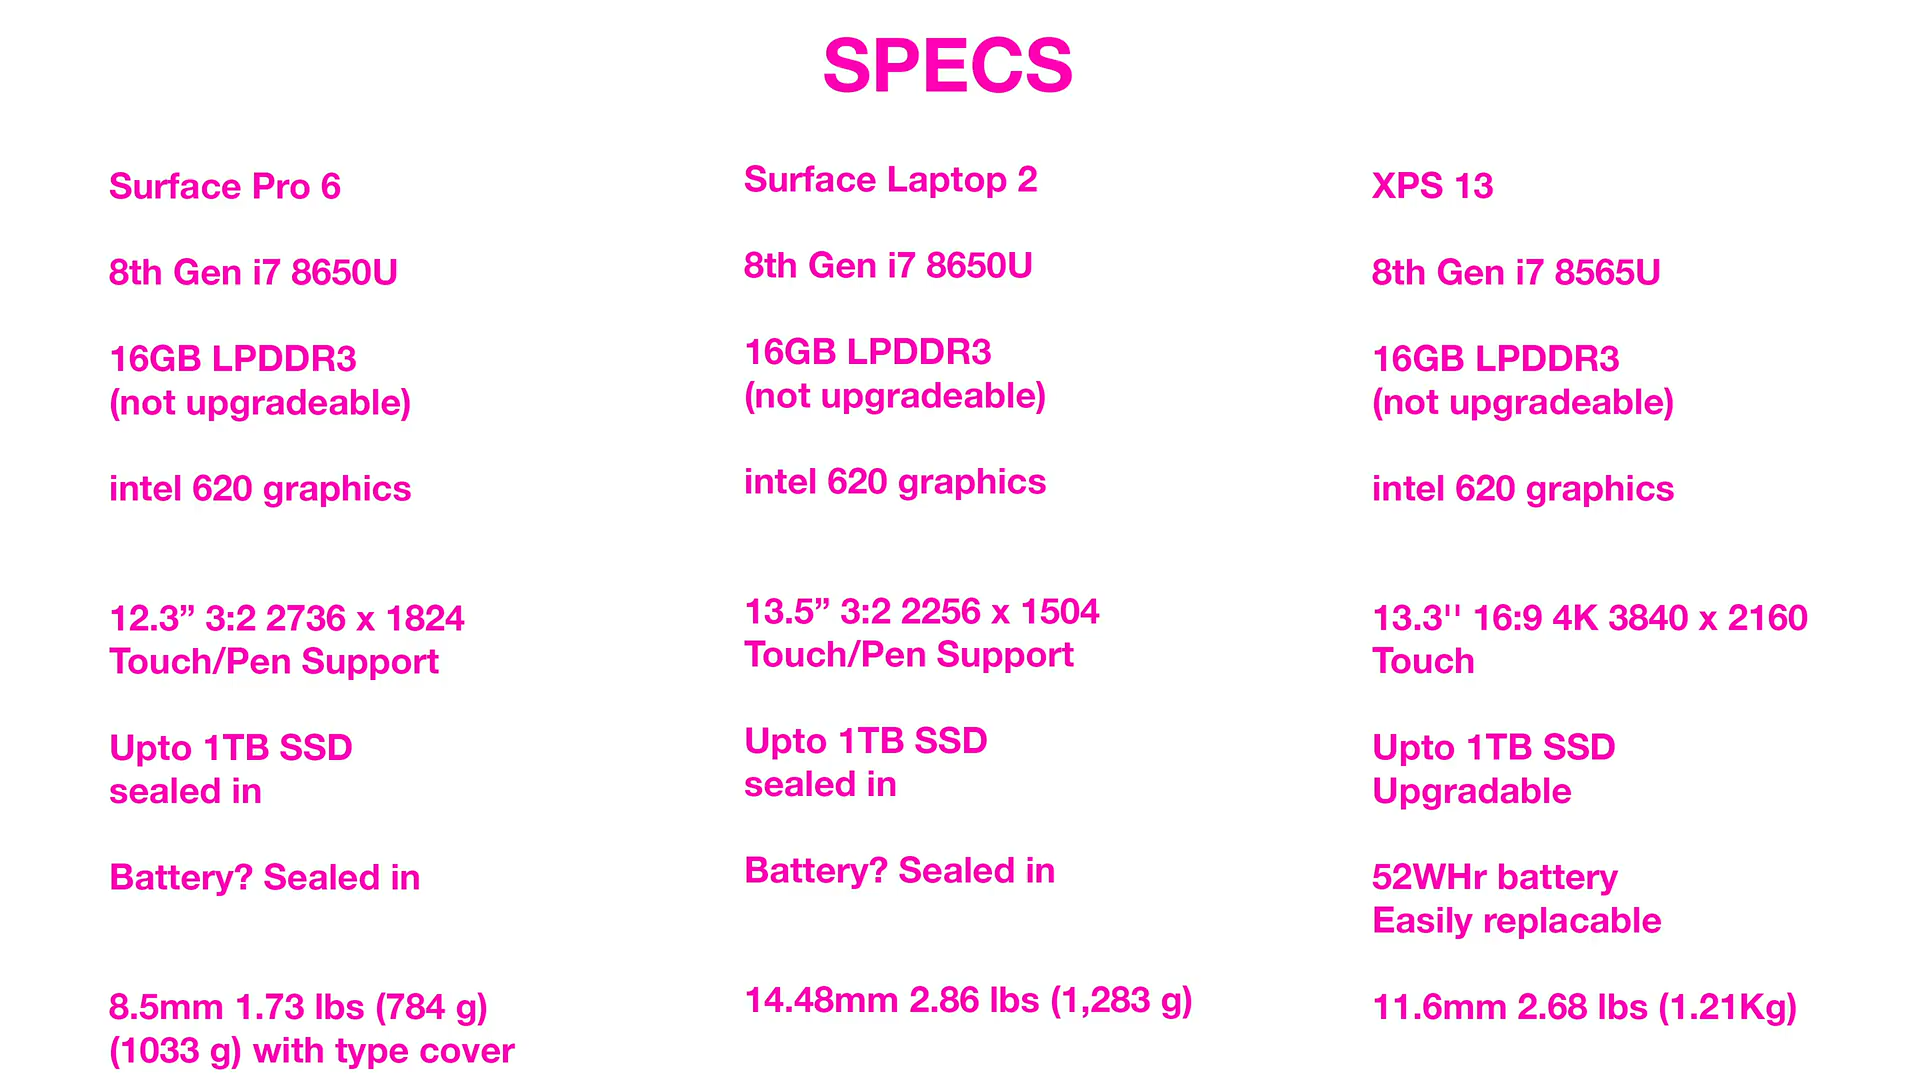 SPECS
Surface Pro 6
8th Gen i7 8650U
16GB LPDDR3
(not upgradeable)
intel 620 graphics
12.3” 3:2 2736 x 1824
Touch/Pen Support
Upto 1TB SSD
sealed in
Battery? Sealed in
8.5mm 1.73 lbs (784 g)
(1033 g) with type cover
Surface Laptop 2
8th Gen i7 8650U
16GB LPDDR3
(not upgradeable)
intel 620 graphics
13.5” 3:2 2256 x 1504
Touch/Pen Support
Upto 1TB SSD
sealed in
Battery? Sealed in
14.48mm 2.86 lbs (1,283 g)
XPS 13
8th Gen i7 8565U
16GB LPDDR3
(not upgradeable)
intel 620 graphics
13.3'' 16:9 4K 3840 x 2160
Touch
Upto 1TB SSD
Upgradable
52WHr battery
Easily replacable
11.6mm 2.68 lbs (1.21Kg)